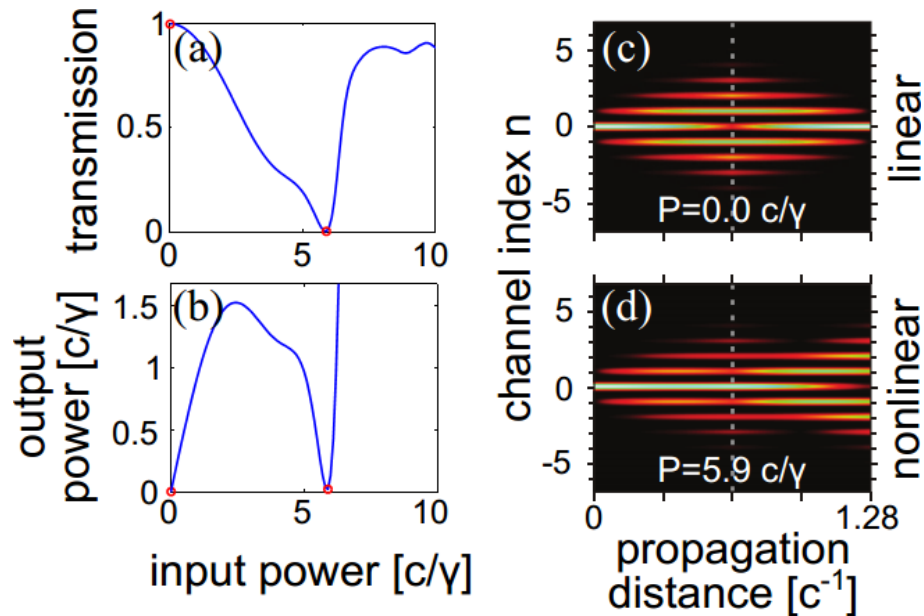 (a)
transmission
1
0.5
0
0 5 10
(b)
output
power [c/γ]
1.5
1
0.5
0
0 5 10
input power [c/γ]
(c)
channel index n
5
0
-5
P=0.0 c/γ
linear
(d)
5
0
-5
P=5.9 c/γ
nonlinear
0 1.28
propagation
distance [c⁻¹]